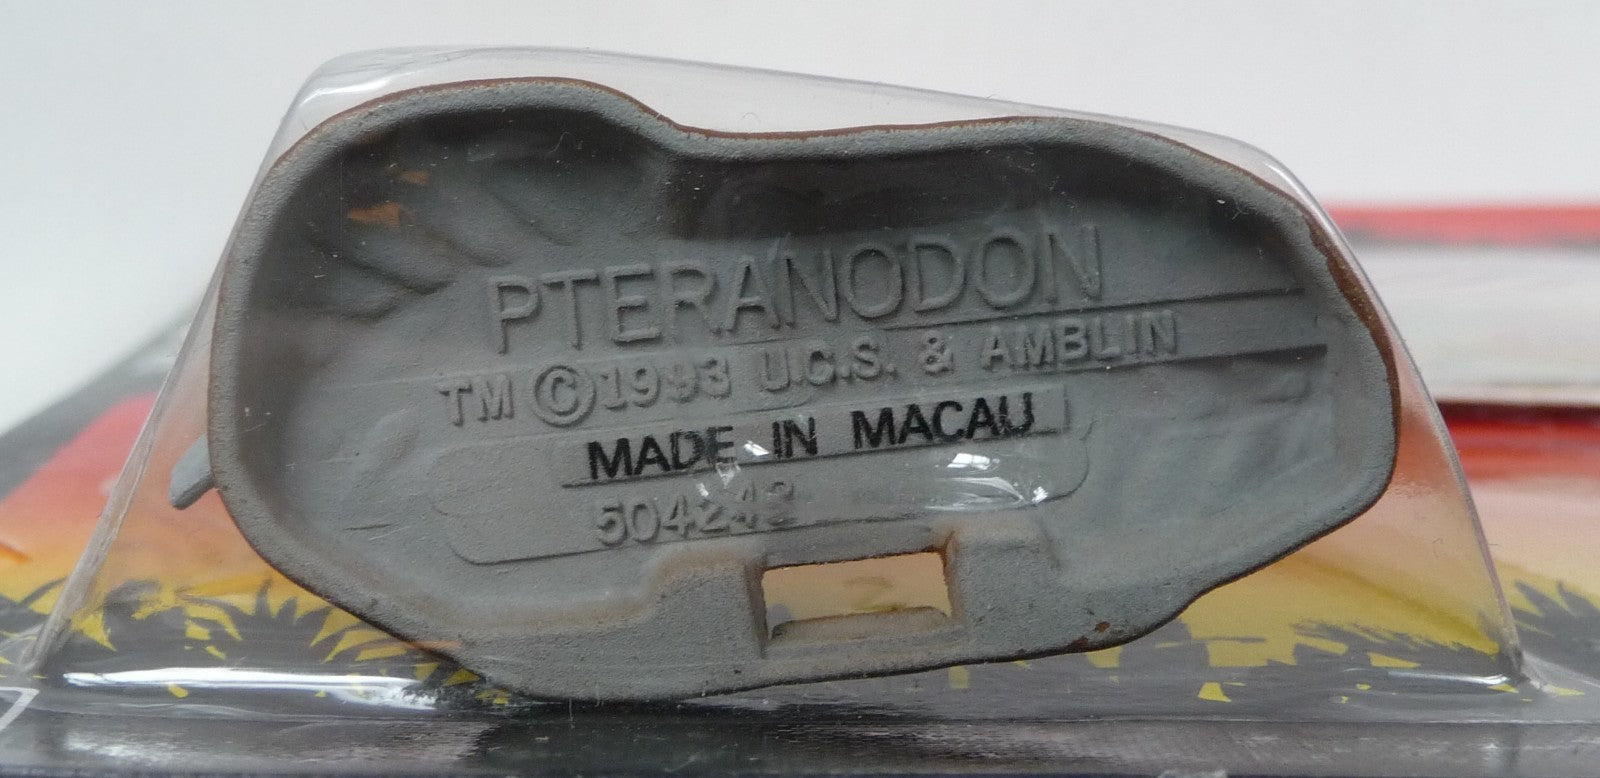 PTERANODON
TM ©1993 U.C.S. & AMBLIN
MADE IN MACAU